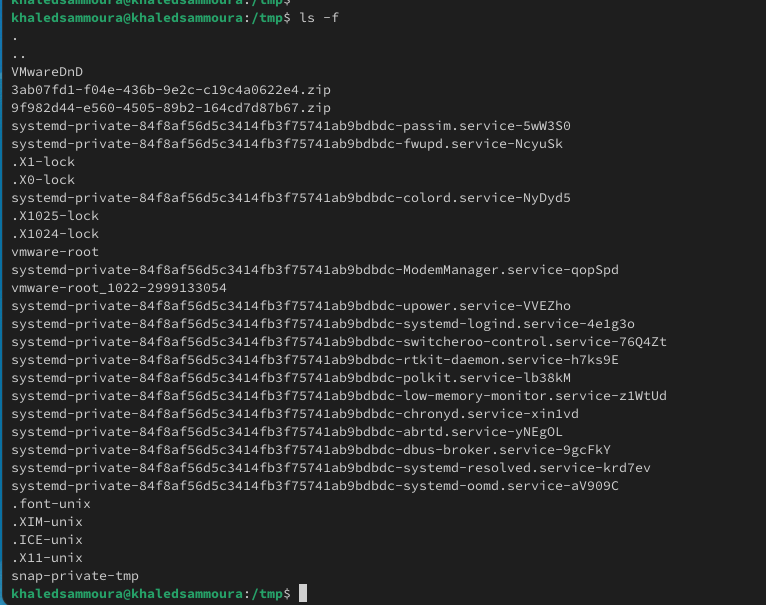 khaledsammoura@khaledsammoura:/tmp$
khaledsammoura@khaledsammoura:/tmp$ ls -f
.
..
VMwareDnD
3ab07fd1-f04e-436b-9e2c-c19c4a0622e4.zip
9f982d44-e560-4505-89b2-164cd7d87b67.zip
systemd-private-84f8af56d5c3414fb3f75741ab9bdbdc-passim.service-5wW3S0
systemd-private-84f8af56d5c3414fb3f75741ab9bdbdc-fwupd.service-NcyuSk
.X1-lock
.X0-lock
systemd-private-84f8af56d5c3414fb3f75741ab9bdbdc-colord.service-NyDyd5
.X1025-lock
.X1024-lock
vmware-root
systemd-private-84f8af56d5c3414fb3f75741ab9bdbdc-ModemManager.service-qopSpd
vmware-root_1022-2999133054
systemd-private-84f8af56d5c3414fb3f75741ab9bdbdc-upower.service-VVEZho
systemd-private-84f8af56d5c3414fb3f75741ab9bdbdc-systemd-logind.service-4e1g3o
systemd-private-84f8af56d5c3414fb3f75741ab9bdbdc-switcheroo-control.service-76Q4Zt
systemd-private-84f8af56d5c3414fb3f75741ab9bdbdc-rtkit-daemon.service-h7ks9E
systemd-private-84f8af56d5c3414fb3f75741ab9bdbdc-polkit.service-lb38kM
systemd-private-84f8af56d5c3414fb3f75741ab9bdbdc-low-memory-monitor.service-z1WtUd
systemd-private-84f8af56d5c3414fb3f75741ab9bdbdc-chronyd.service-xin1vd
systemd-private-84f8af56d5c3414fb3f75741ab9bdbdc-abrtd.service-yNEgOL
systemd-private-84f8af56d5c3414fb3f75741ab9bdbdc-dbus-broker.service-9gcFkY
systemd-private-84f8af56d5c3414fb3f75741ab9bdbdc-systemd-resolved.service-krd7ev
systemd-private-84f8af56d5c3414fb3f75741ab9bdbdc-systemd-oomd.service-aV909C
.font-unix
.XIM-unix
.ICE-unix
.X11-unix
snap-private-tmp
khaledsammoura@khaledsammoura:/tmp$